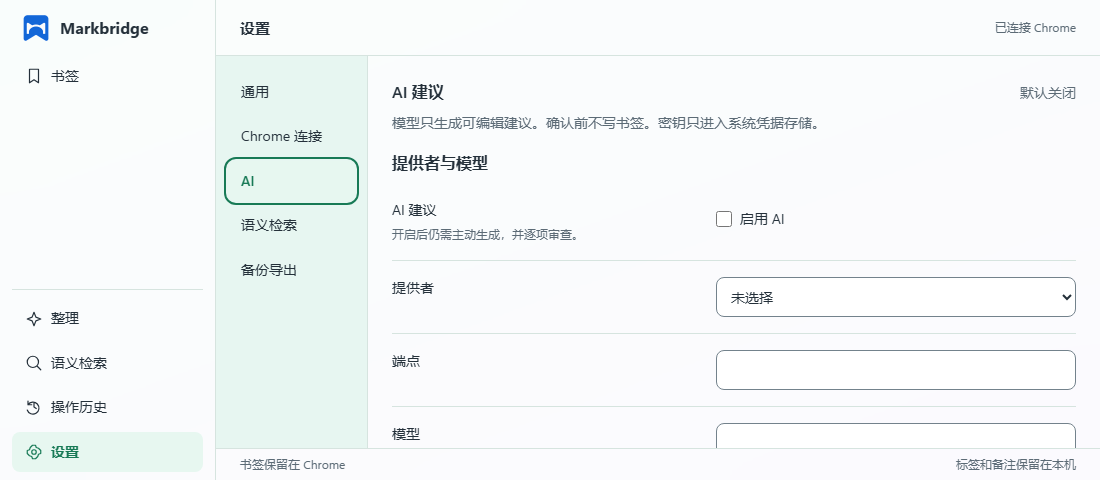 Markbridge
书签
整理
语义检索
操作历史
设置
设置
已连接 Chrome
通用
Chrome 连接
AI
语义检索
备份导出
AI 建议
默认关闭
模型只生成可编辑建议。确认前不写书签。密钥只进入系统凭据存储。
提供者与模型
AI 建议
开启后仍需主动生成，并逐项审查。
启用 AI
提供者
未选择
端点
模型
书签保留在 Chrome
标签和备注保留在本机